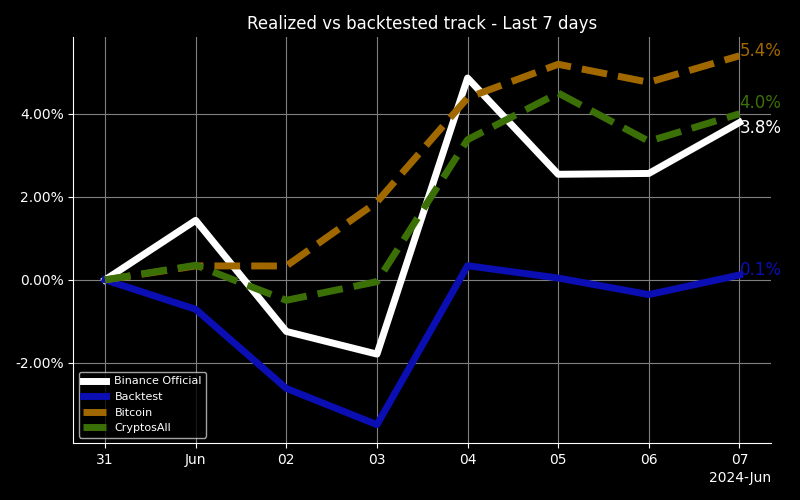 Realized vs backtested track - Last 7 days
5.4%
4.0%
3.8%
0.1%
4.00%
2.00%
0.00%
-2.00%
Binance Official
Backtest
Bitcoin
CryptosAll
31 Jun 02 03 04 05 06 07
2024-Jun